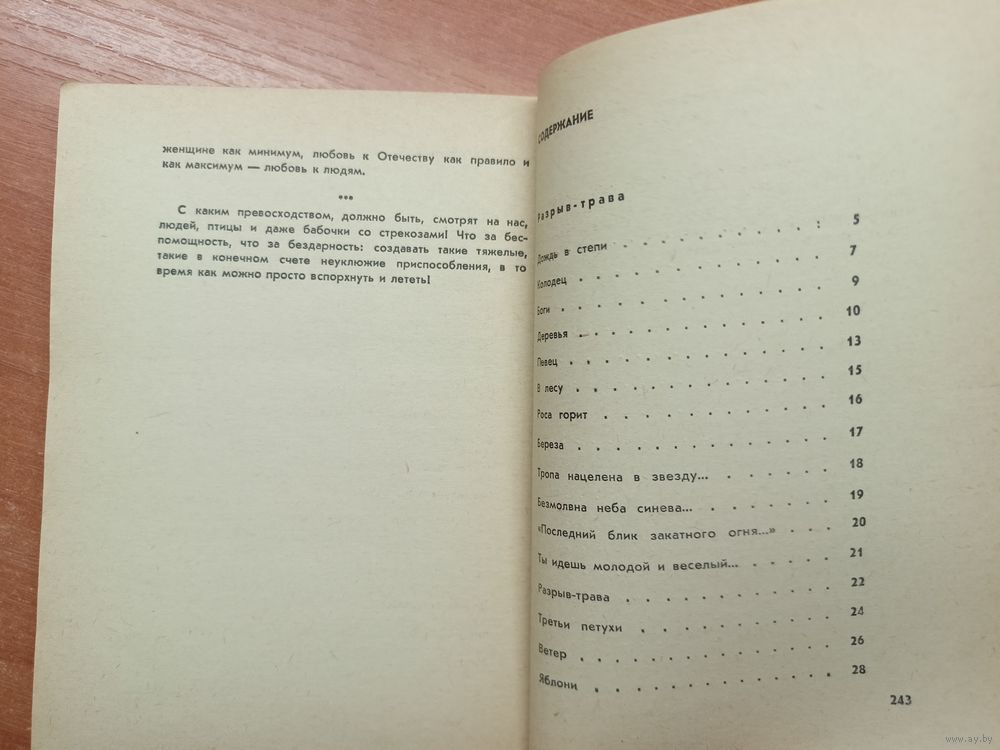 женщине как минимум, любовь к Отечеству как правило и
как максимум — любовь к людям.
***
С каким превосходством, должно быть, смотрят на нас,
людей, птицы и даже бабочки со стрекозами! Что за бес-
помощность, что за бездарность: создавать такие тяжелые,
такие в конечном счете неуклюжие приспособления, в то
время как можно просто вспорхнуть и лететь!
СОДЕРЖАНИЕ
Разрыв-трава
Дождь в степи . . . . . . . . . : 5
Колодец . . . . . . . . . . . 7
Боги . . . . . . . . . . . . 9
Деревья . . . . . . . . . . . 10
Певец . . . . . . . . . . . . 13
В лесу . . . . . . . . . . . 15
Роса горит . . . . . . . . . . 16
Береза . . . . . . . . . . . 17
Тропа нацелена в звезду... . . . . . 18
Безмолвна неба синева... . . . . . . 19
«Последний блик закатного огня...» . . . 20
Ты идешь молодой и веселый... . . . . 21
Разрыв-трава . . . . . . . . . 22
Третьи петухи . . . . . . . . . 24
Ветер . . . . . . . . . . . . 26
Яблони . . . . . . . . . . . 28
243
www.ay.by